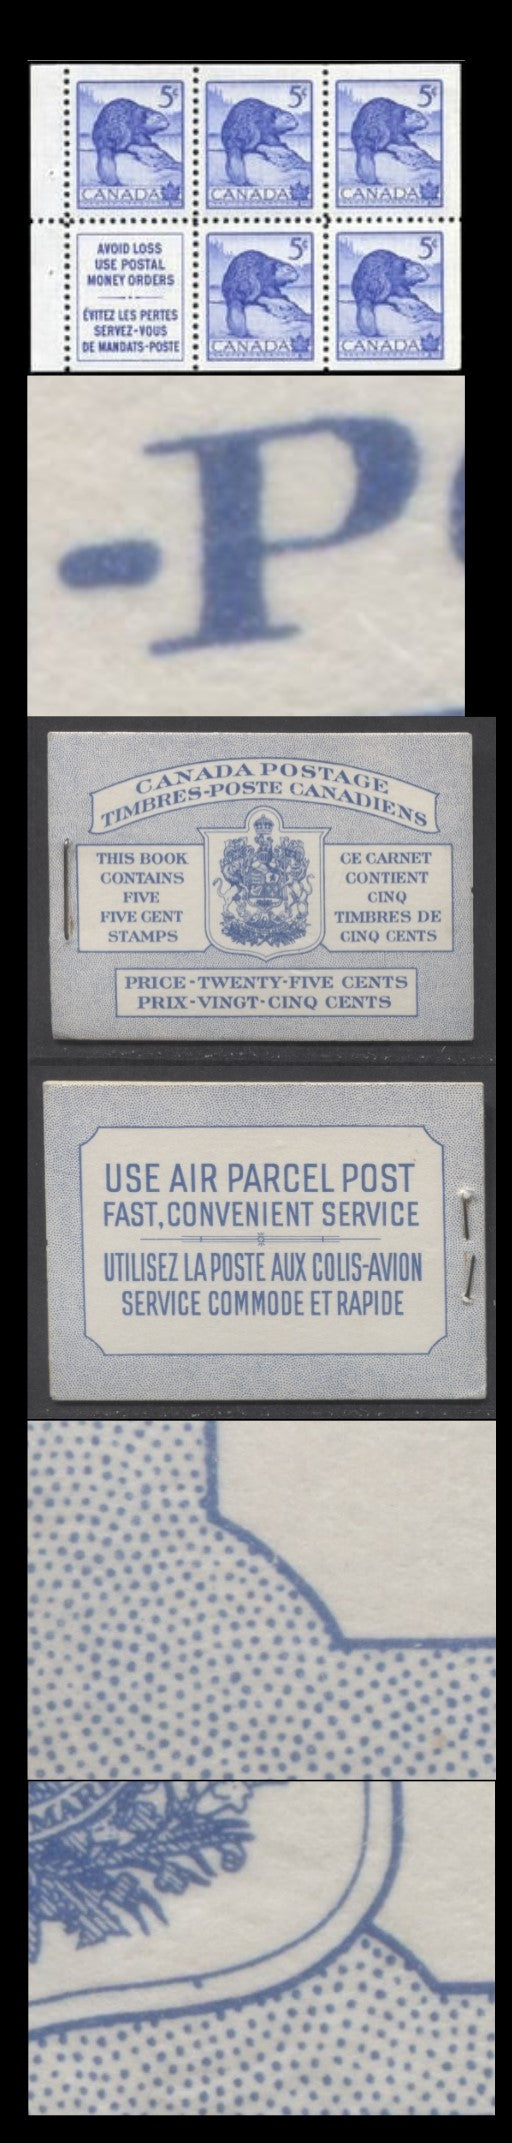 5¢ 5¢ 5¢
CANADA CANADA CANADA
AVOID LOSS
USE POSTAL
MONEY ORDERS
ÉVITEZ LES PERTES
SERVEZ-VOUS
DE MANDATS-POSTE
5¢ 5¢
CANADA CANADA
-P
CANADA POSTAGE
TIMBRES-POSTE CANADIENS
THIS BOOK
CONTAINS
FIVE
FIVE CENT
STAMPS
CE CARNET
CONTIENT
CINQ
TIMBRES DE
CINQ CENTS
PRICE-TWENTY-FIVE CENTS
PRIX-VINGT-CINQ CENTS
USE AIR PARCEL POST
FAST, CONVENIENT SERVICE
UTILISEZ LA POSTE AUX COLIS-AVION
SERVICE COMMODE ET RAPIDE
MAR